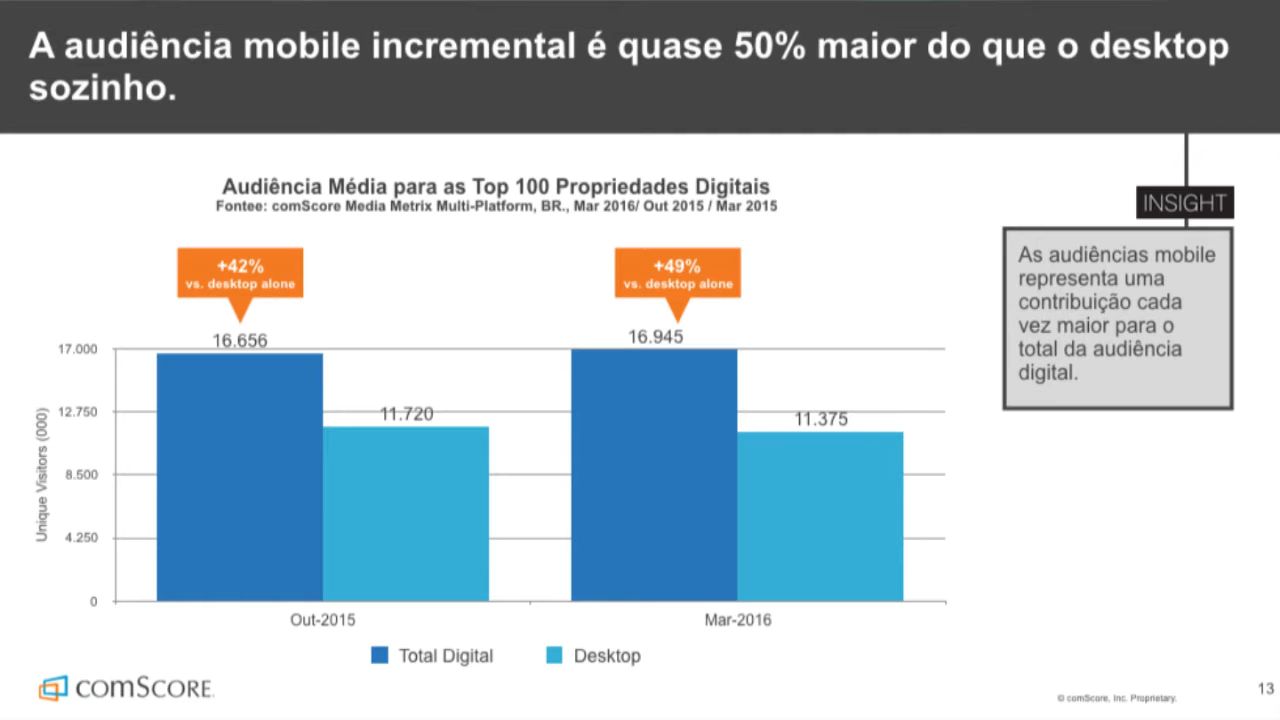 A audiência mobile incremental é quase 50% maior do que o desktop
sozinho.
Audiência Média para as Top 100 Propriedades Digitais
Fontee: comScore Media Metrix Multi-Platform, BR., Mar 2016/ Out 2015 / Mar 2015
INSIGHT
As audiências mobile
representa uma
contribuição cada
vez maior para o
total da audiência
digital.
+42%
vs. desktop alone
+49%
vs. desktop alone
16.656
16.945
11.720
11.375
17.000
12.750
8.500
4.250
0
Unique Visitors (000)
Out-2015
Mar-2016
Total Digital
Desktop
comScore.
© comScore, Inc. Proprietary.
13